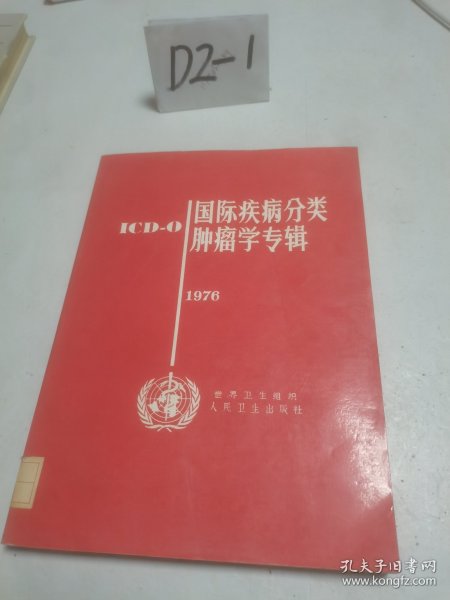 D2-1
ICD-O
国际疾病分类
肿瘤学专辑
1976
世界卫生组织
人民卫生出版社
孔夫子旧书网
www.kongfz.com